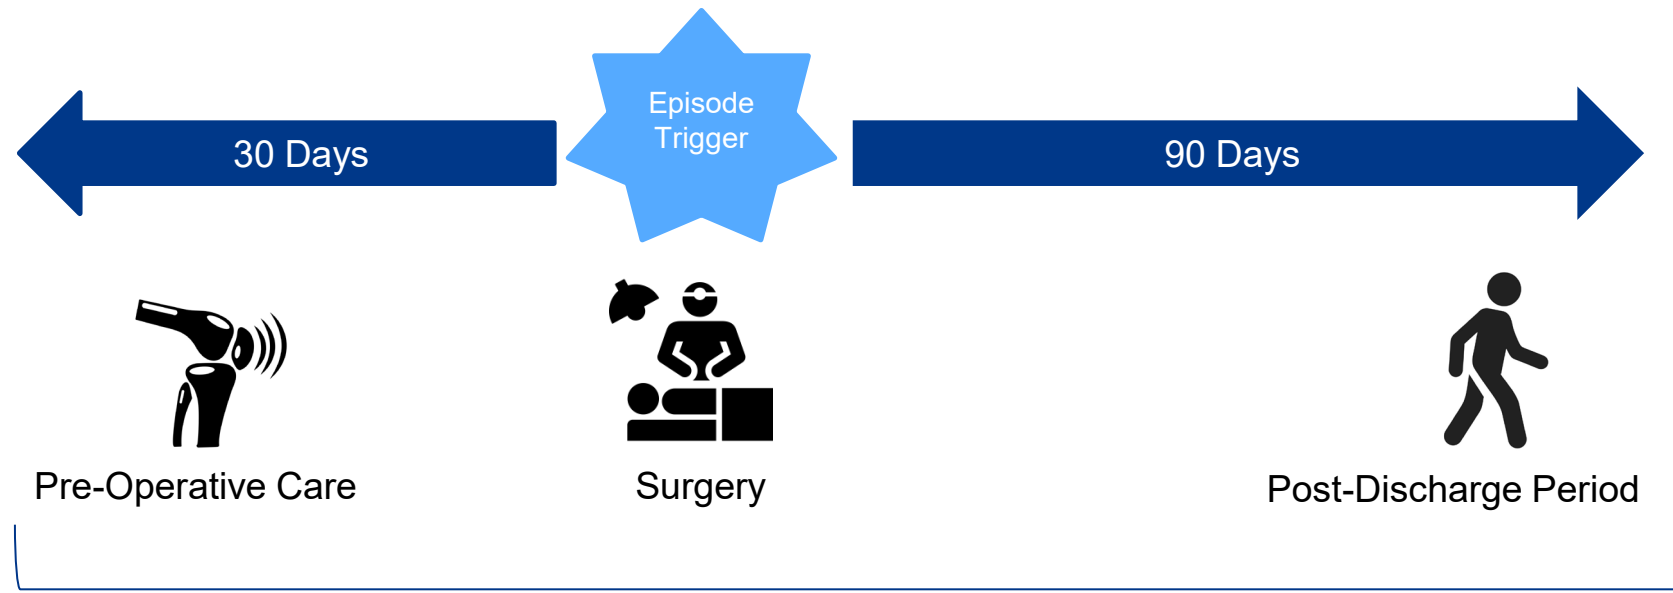 Episode
Trigger
30 Days
90 Days
Pre-Operative Care
Surgery
Post-Discharge Period